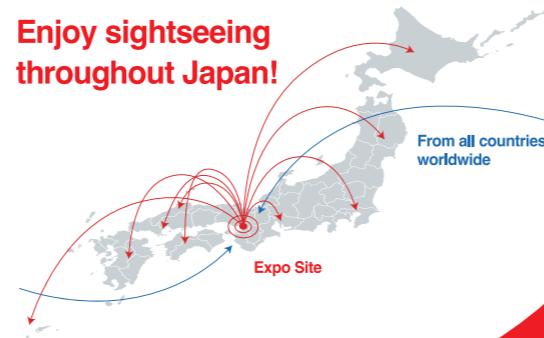 Enjoy sightseeing
throughout Japan!
From all countries
worldwide
Expo Site